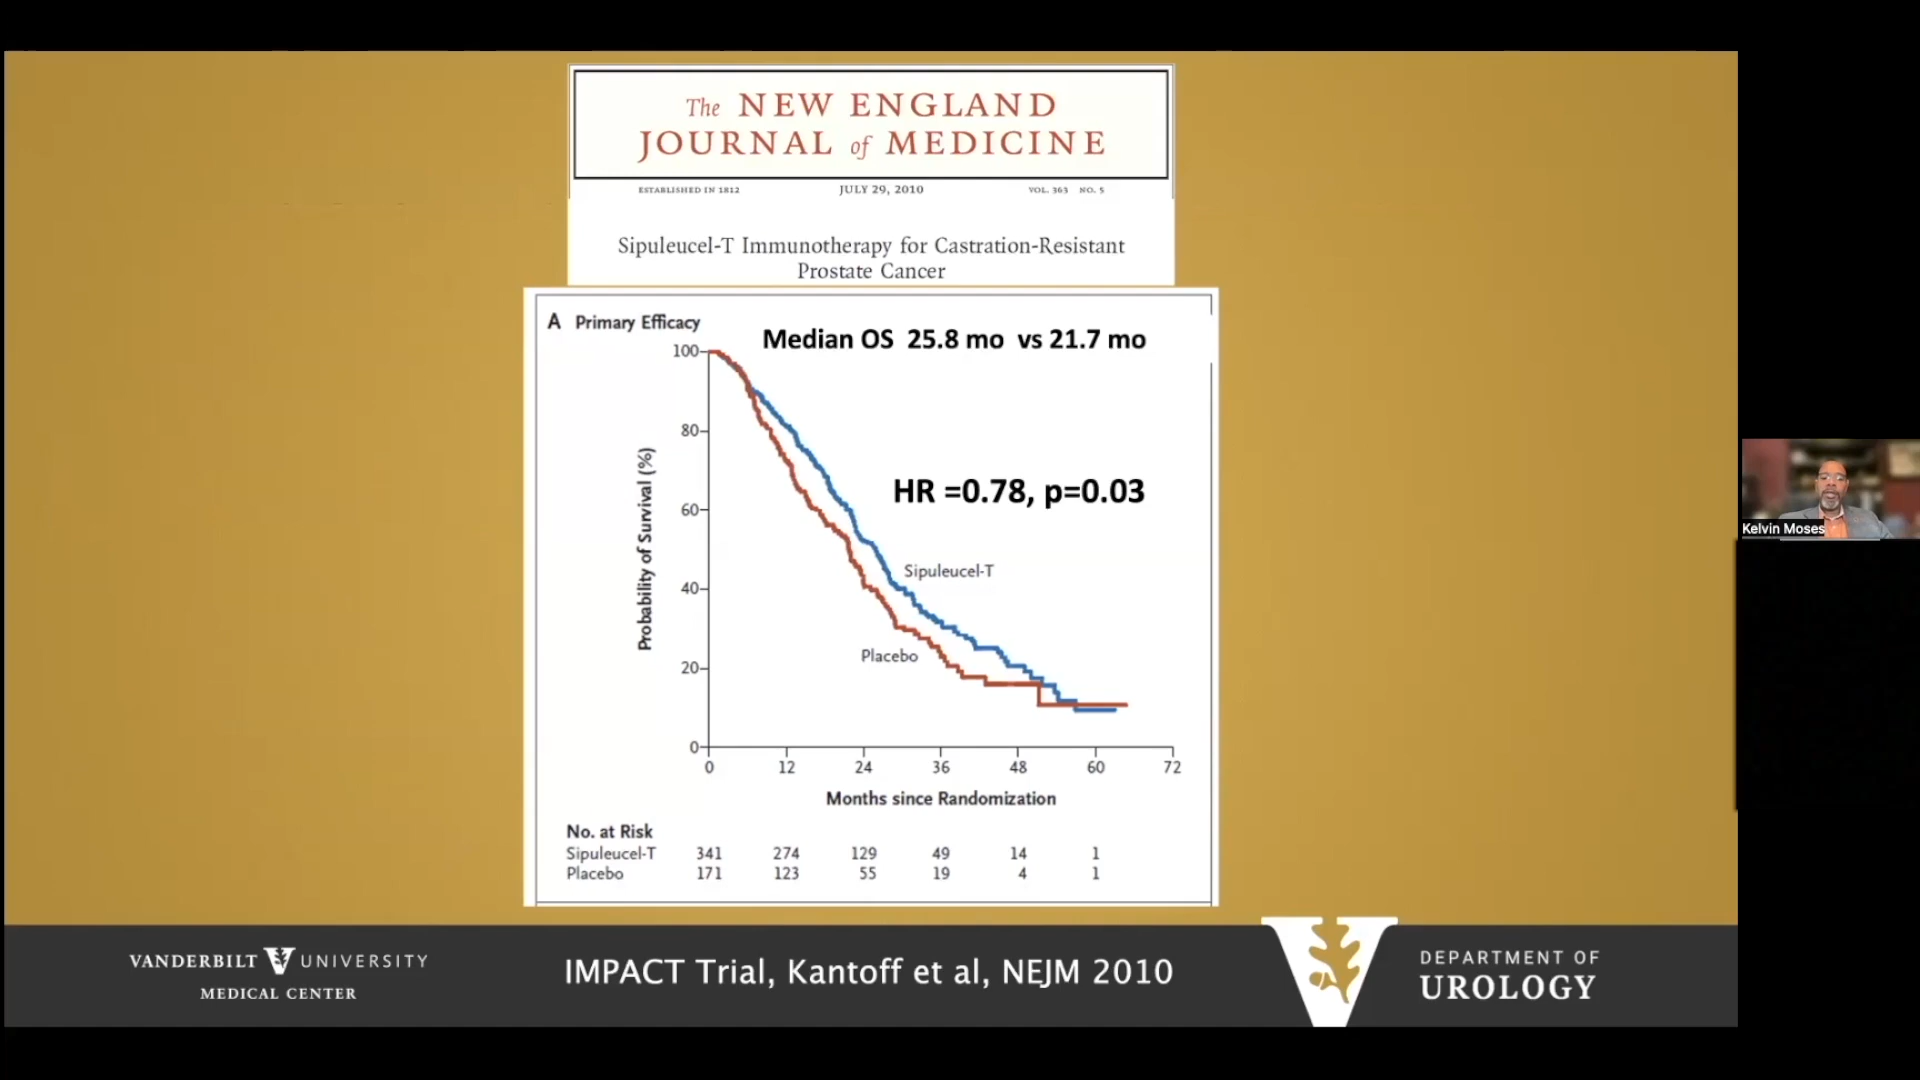 The NEW ENGLAND
JOURNAL of MEDICINE
ESTABLISHED IN 1812 JULY 29, 2010 VOL. 363 NO. 5
Sipuleucel-T Immunotherapy for Castration-Resistant
Prostate Cancer
A Primary Efficacy
Median OS 25.8 mo vs 21.7 mo
HR =0.78, p=0.03
Probability of Survival (%)
100
80
60
40
20
0
Sipuleucel-T
Placebo
0 12 24 36 48 60 72
Months since Randomization
No. at Risk
Sipuleucel-T 341 274 129 49 14 1
Placebo 171 123 55 19 4 1
Kelvin Moses
VANDERBILT V UNIVERSITY
MEDICAL CENTER
IMPACT Trial, Kantoff et al, NEJM 2010
V
DEPARTMENT OF
UROLOGY